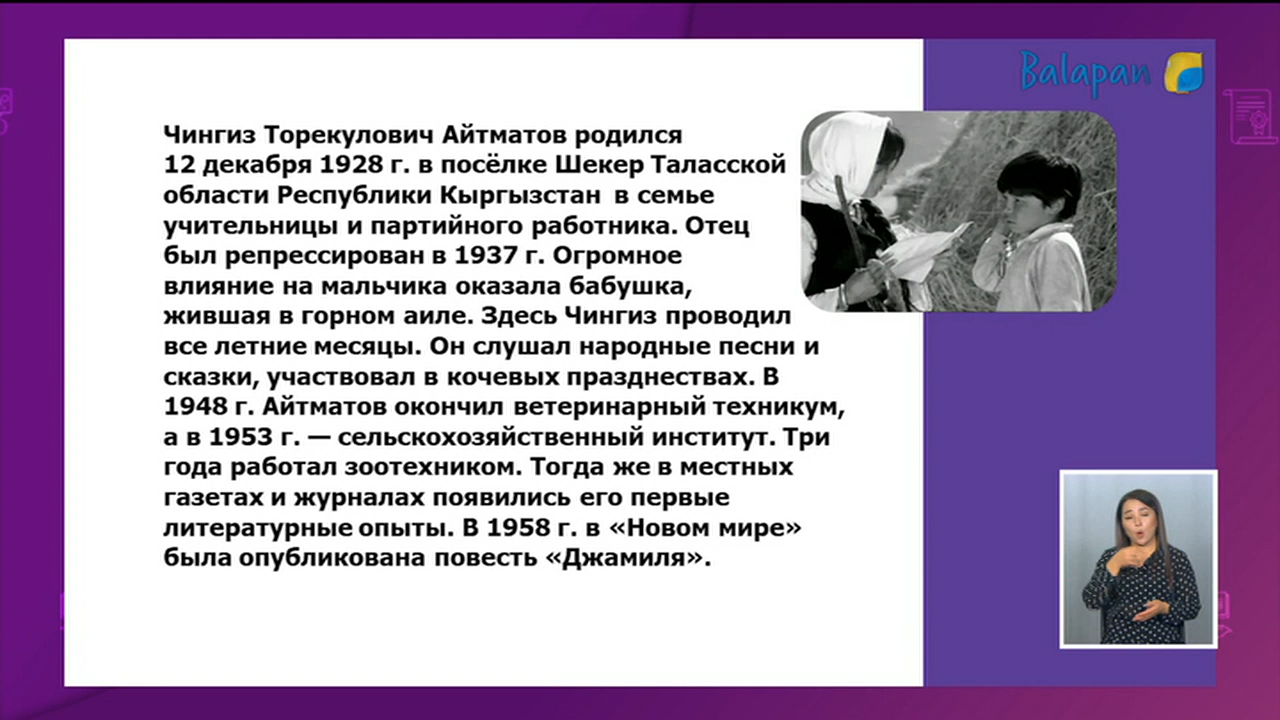 Balapan
Чингиз Торекулович Айтматов родился
12 декабря 1928 г. в посёлке Шекер Таласской
области Республики Кыргызстан в семье
учительницы и партийного работника. Отец
был репрессирован в 1937 г. Огромное
влияние на мальчика оказала бабушка,
жившая в горном аиле. Здесь Чингиз проводил
все летние месяцы. Он слушал народные песни и
сказки, участвовал в кочевых празднествах. В
1948 г. Айтматов окончил ветеринарный техникум,
а в 1953 г. — сельскохозяйственный институт. Три
года работал зоотехником. Тогда же в местных
газетах и журналах появились его первые
литературные опыты. В 1958 г. в «Новом мире»
была опубликована повесть «Джамиля».